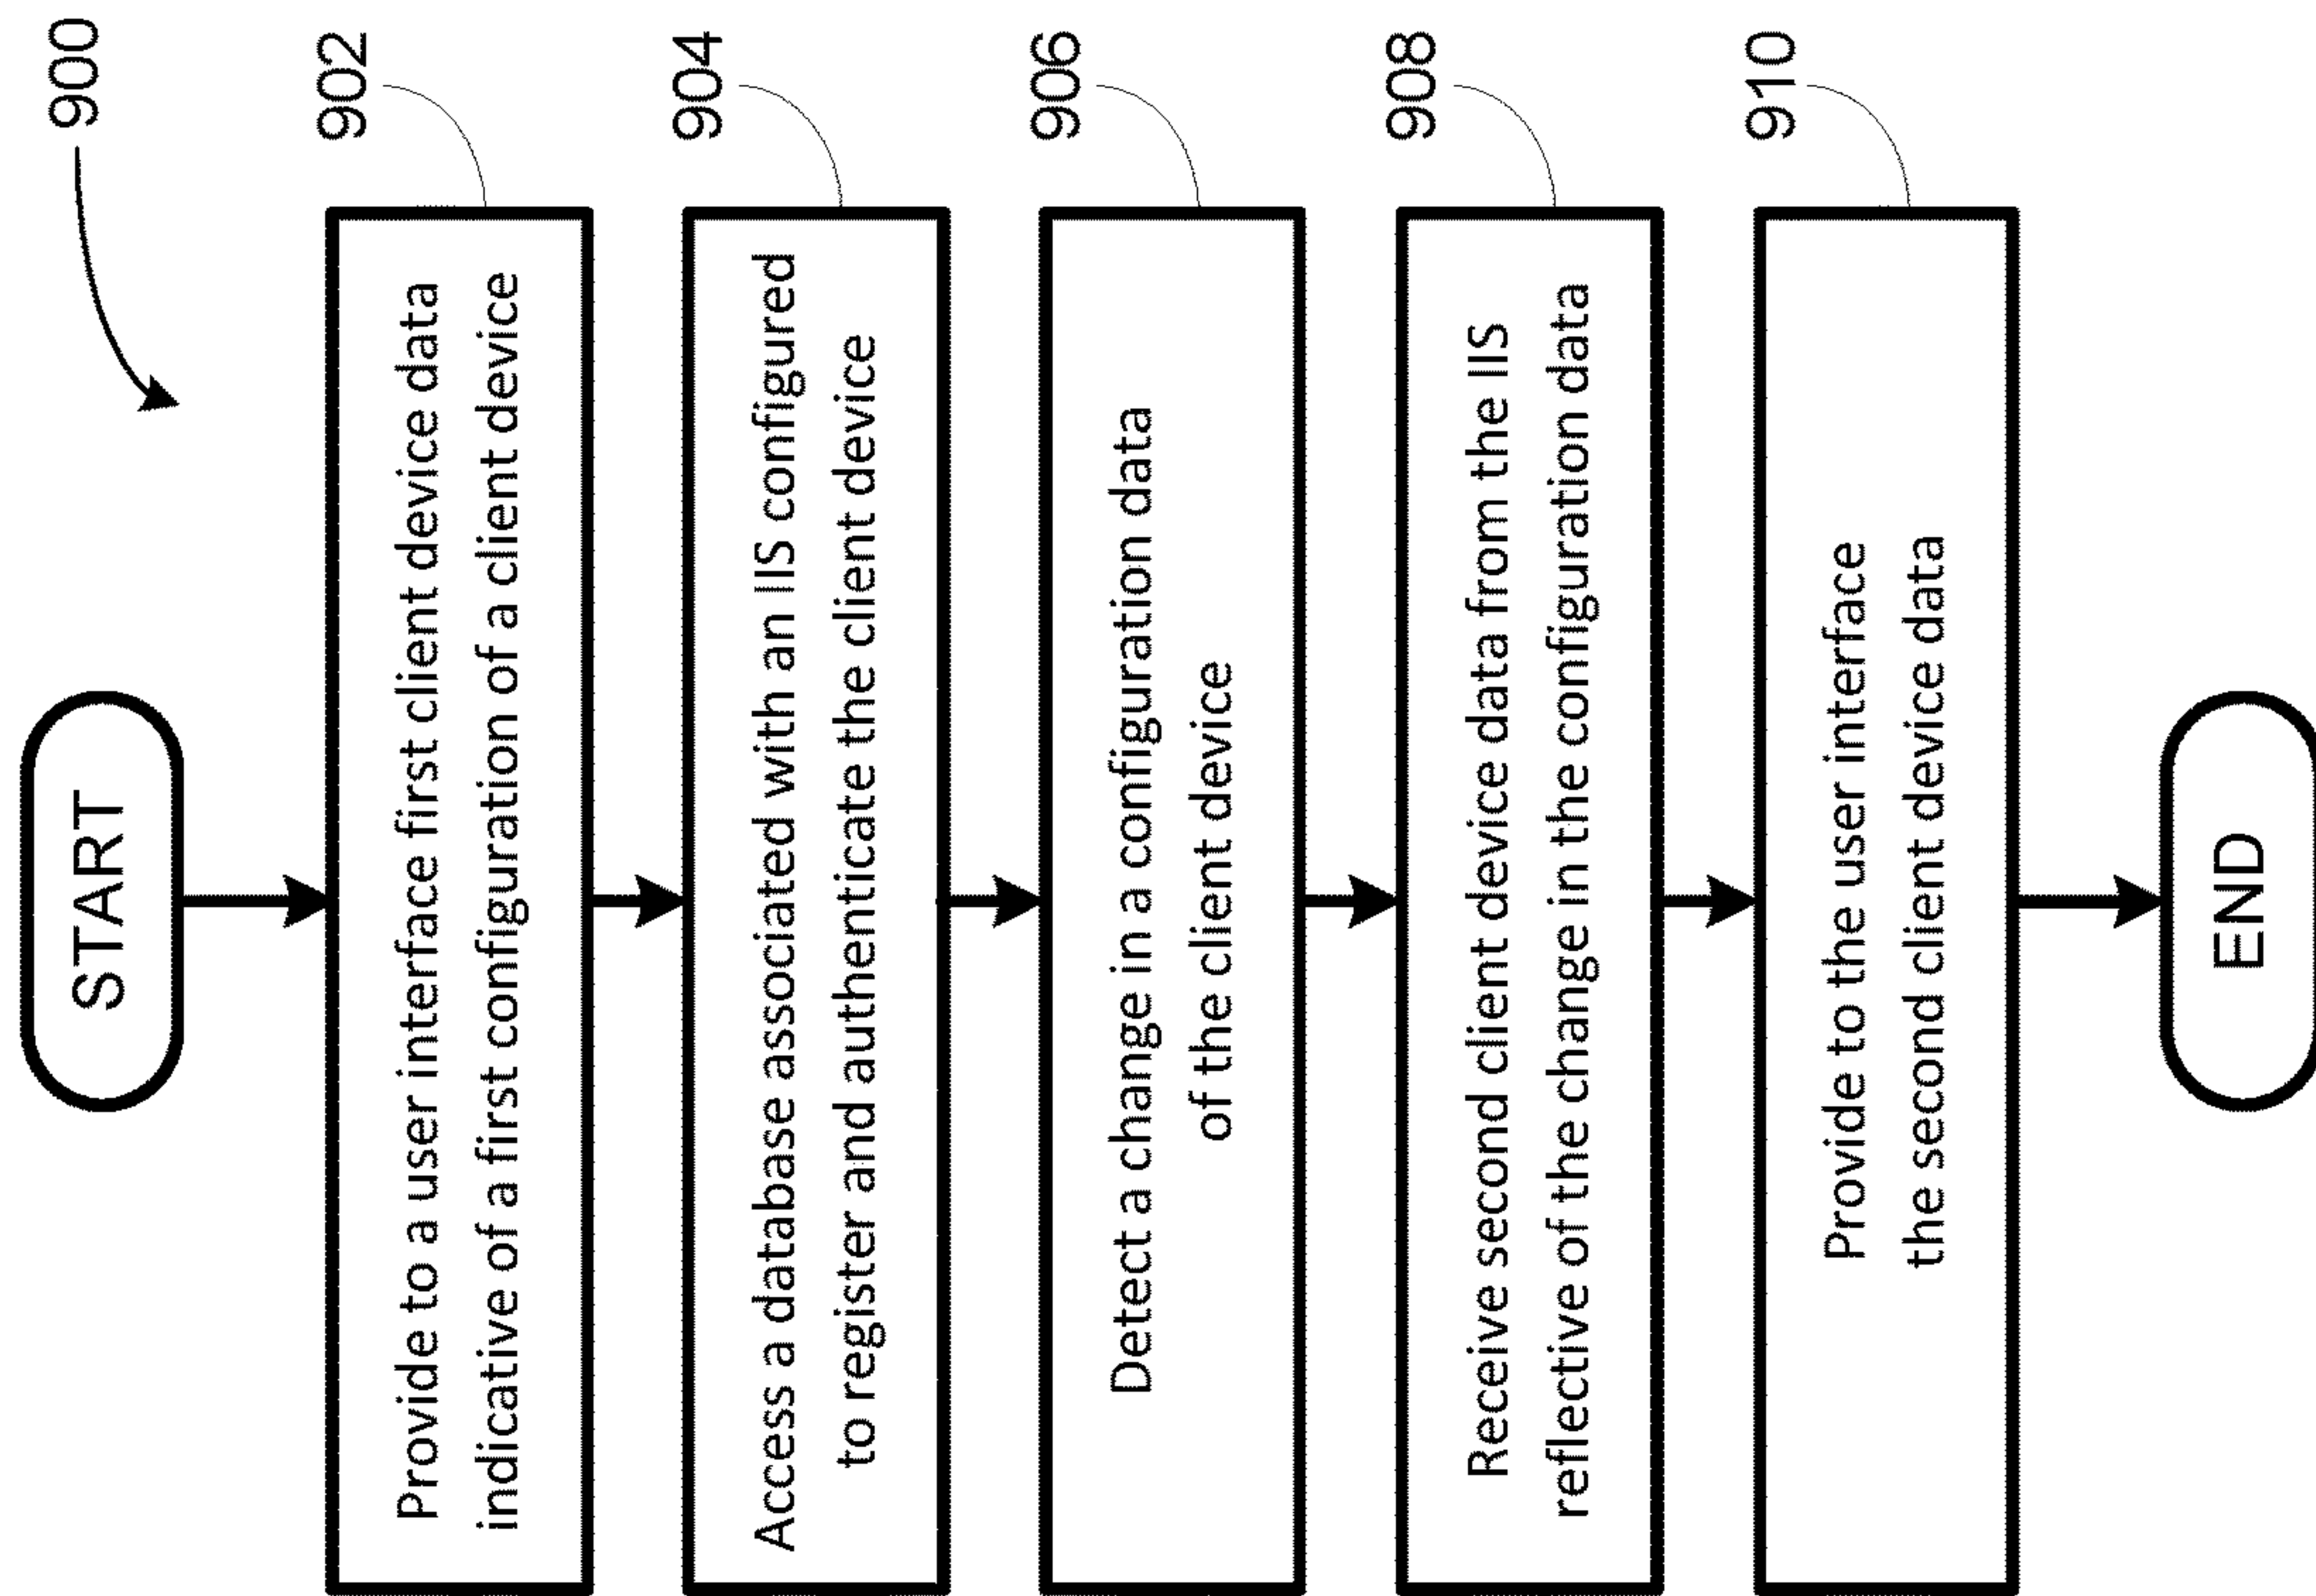 900
START
902
Provide to a user interface first client device data
indicative of a first configuration of a client device
904
Access a database associated with an IIS configured
to register and authenticate the client device
906
Detect a change in a configuration data
of the client device
908
Receive second client device data from the IIS
reflective of the change in the configuration data
910
Provide to the user interface
the second client device data
END